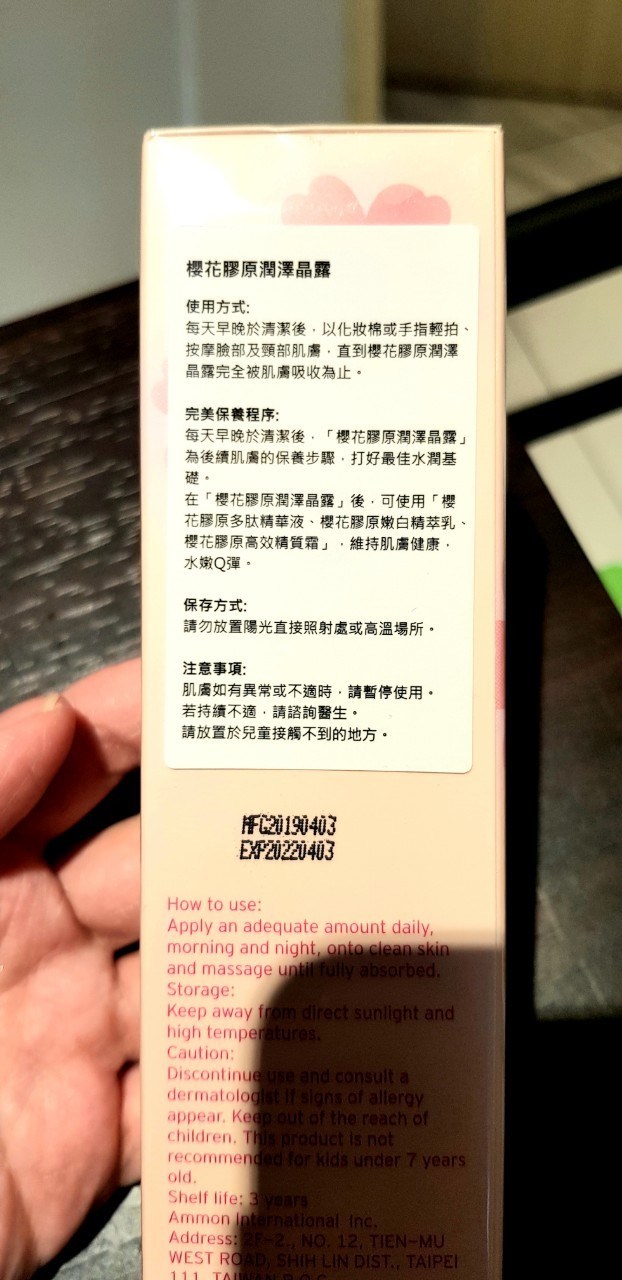 櫻花膠原潤澤晶露
使用方式:
每天早晚於清潔後，以化妝棉或手指輕拍、
按摩臉部及頸部肌膚，直到櫻花膠原潤澤
晶露完全被肌膚吸收為止。
完美保養程序:
每天早晚於清潔後，「櫻花膠原潤澤晶露」
為後續肌膚的保養步驟，打好最佳水潤基
礎。
在「櫻花膠原潤澤晶露」後，可使用「櫻
花膠原多肽精華液、櫻花膠原嫩白精萃乳、
櫻花膠原高效精質霜」，維持肌膚健康，
水嫩Q彈。
保存方式:
請勿放置陽光直接照射處或高溫場所。
注意事項:
肌膚如有異常或不適時，請暫停使用。
若持續不適，請諮詢醫生。
請放置於兒童接觸不到的地方。
MFG20190403
EXP20220403
How to use:
Apply an adequate amount daily,
morning and night, onto clean skin
and massage until fully absorbed.
Storage:
Keep away from direct sunlight and
high temperatures.
Caution:
Discontinue use and consult a
dermatologist if signs of allergy
appear. Keep out of the reach of
children. This product is not
recommended for kids under 7 years
old.
Shelf life: 3 years
Ammon International Inc.
Address: 2F-2., NO. 12, TIEN-MU
WEST ROAD, SHIH LIN DIST., TAIPEI
111, TAIWAN R.O.C.